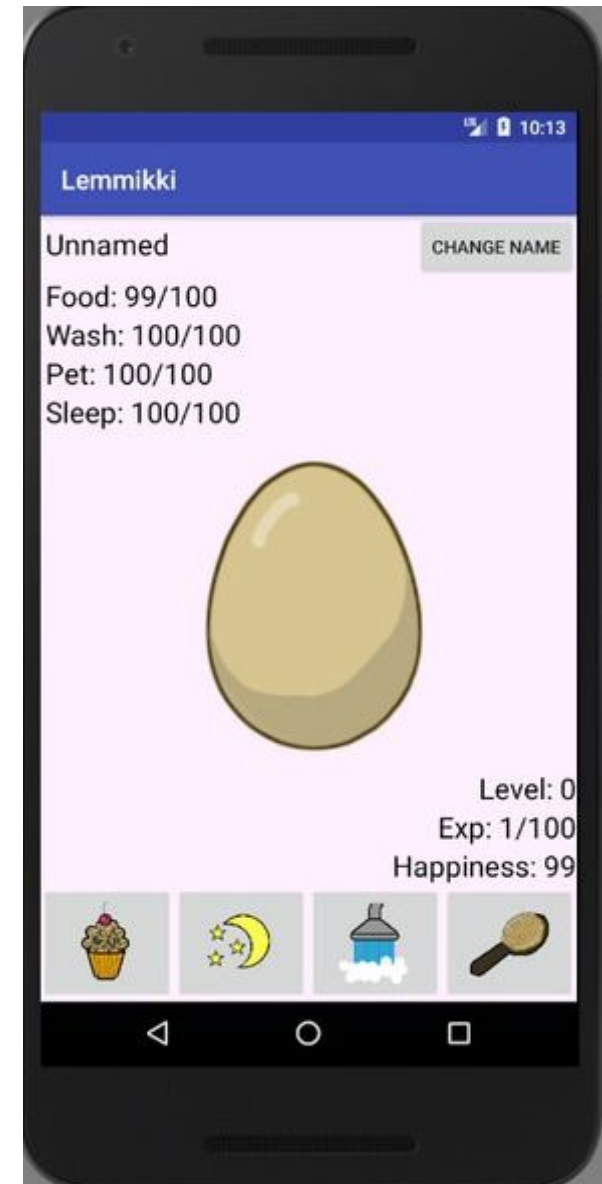 10:13
Lemmikki
Unnamed
CHANGE NAME
Food: 99/100
Wash: 100/100
Pet: 100/100
Sleep: 100/100
Level: 0
Exp: 1/100
Happiness: 99